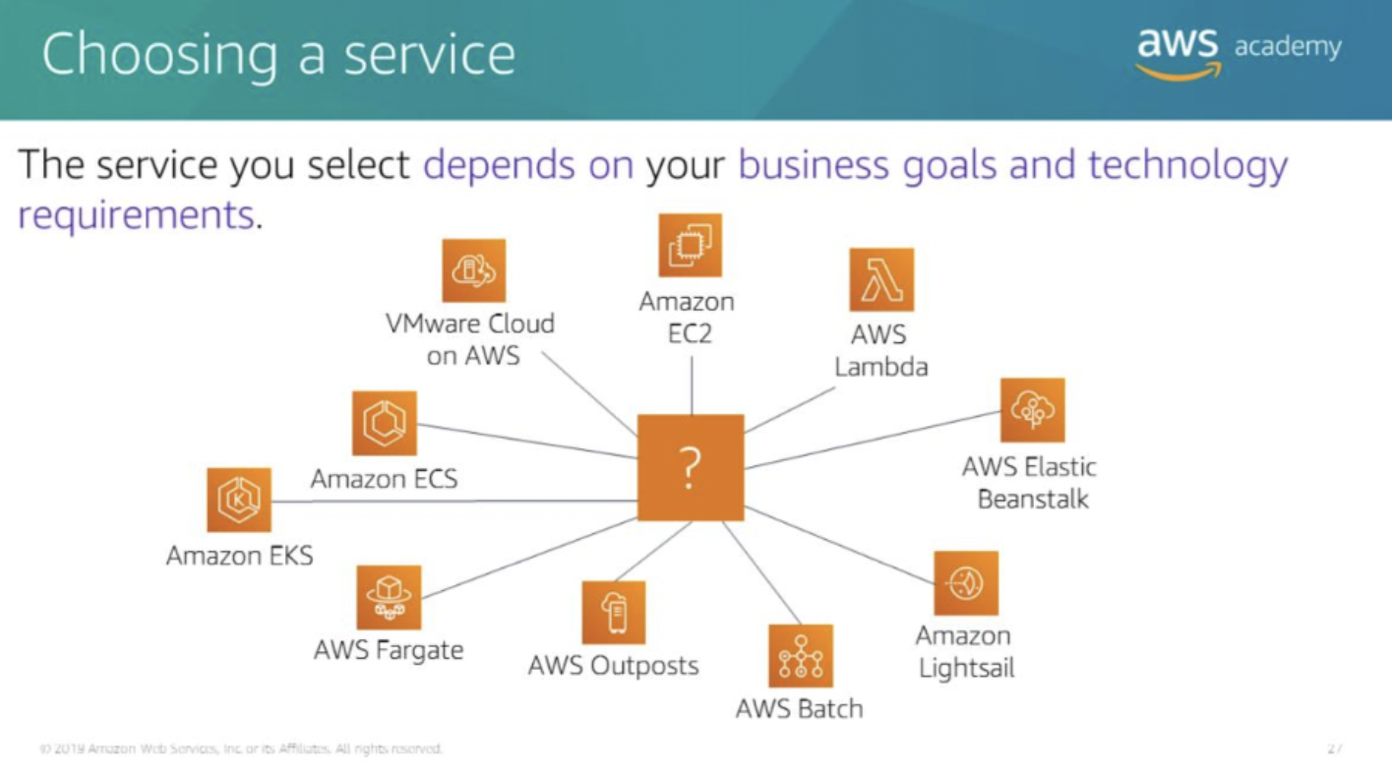 Choosing a service
aws academy
The service you select depends on your business goals and technology
requirements.
VMware Cloud
on AWS
Amazon
EC2
AWS
Lambda
Amazon ECS
?
AWS Elastic
Beanstalk
K
Amazon EKS
AWS Fargate
AWS Outposts
AWS Batch
Amazon
Lightsail
© 2019 Amazon Web Services, Inc. or its Affiliates. All rights reserved.
27